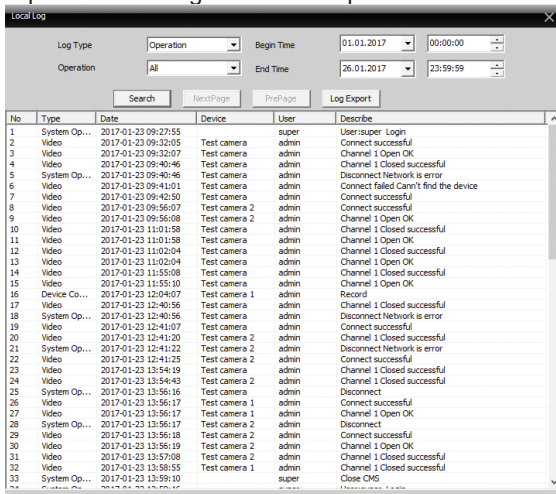 Local Log
Log Type Operation Begin Time 01.01.2017 00:00:00
Operation All End Time 26.01.2017 23:59:59
Search NextPage PrePage Log Export
No Type Date Device User Describe
1 System Op... 2017-01-23 09:27:55 super User:super Login
2 Video 2017-01-23 09:32:05 Test camera admin Connect successful
3 Video 2017-01-23 09:32:07 Test camera admin Channel 1 Open OK
4 Video 2017-01-23 09:40:46 Test camera admin Channel 1 Closed successful
5 System Op... 2017-01-23 09:40:46 Test camera admin Disconnect Network is error
6 Video 2017-01-23 09:41:01 Test camera admin Connect failed Cann't find the device
7 Video 2017-01-23 09:42:50 Test camera admin Connect successful
8 Video 2017-01-23 09:56:07 Test camera 2 admin Connect successful
9 Video 2017-01-23 09:56:08 Test camera 2 admin Channel 1 Open OK
10 Video 2017-01-23 11:01:58 Test camera admin Channel 1 Closed successful
11 Video 2017-01-23 11:01:58 Test camera admin Channel 1 Open OK
12 Video 2017-01-23 11:02:04 Test camera admin Channel 1 Closed successful
13 Video 2017-01-23 11:02:04 Test camera admin Channel 1 Open OK
14 Video 2017-01-23 11:55:08 Test camera admin Channel 1 Closed successful
15 Video 2017-01-23 11:55:10 Test camera admin Channel 1 Open OK
16 Device Co... 2017-01-23 12:04:07 Test camera 1 admin Record
17 Video 2017-01-23 12:40:56 Test camera admin Channel 1 Closed successful
18 System Op... 2017-01-23 12:40:56 Test camera admin Disconnect Network is error
19 Video 2017-01-23 12:41:07 Test camera admin Connect successful
20 Video 2017-01-23 12:41:20 Test camera 2 admin Channel 1 Closed successful
21 System Op... 2017-01-23 12:41:22 Test camera 2 admin Disconnect Network is error
22 Video 2017-01-23 12:41:25 Test camera 2 admin Connect successful
23 Video 2017-01-23 13:54:19 Test camera admin Channel 1 Closed successful
24 Video 2017-01-23 13:54:43 Test camera 2 admin Channel 1 Closed successful
25 System Op... 2017-01-23 13:56:16 Test camera admin Disconnect
26 Video 2017-01-23 13:56:17 Test camera 1 admin Connect successful
27 Video 2017-01-23 13:56:17 Test camera 1 admin Channel 1 Open OK
28 System Op... 2017-01-23 13:56:17 Test camera 2 admin Disconnect
29 Video 2017-01-23 13:56:18 Test camera 2 admin Connect successful
30 Video 2017-01-23 13:56:19 Test camera 2 admin Channel 1 Open OK
31 Video 2017-01-23 13:57:08 Test camera 2 admin Channel 1 Closed successful
32 Video 2017-01-23 13:58:55 Test camera 1 admin Channel 1 Closed successful
33 System Op... 2017-01-23 13:59:10 super Close CMS